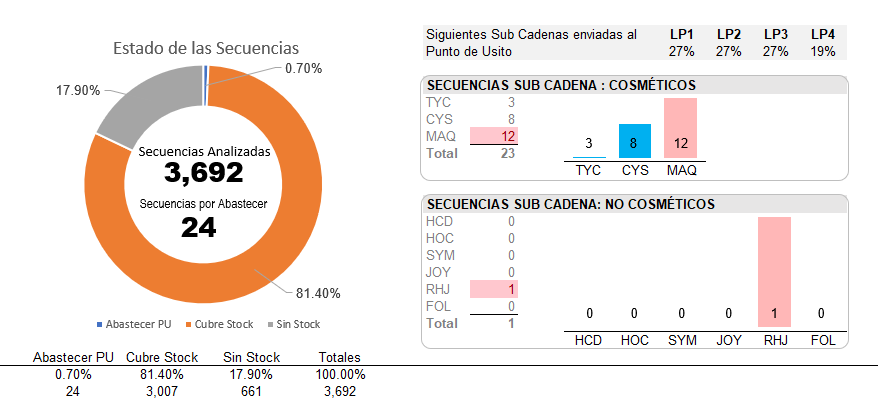 Estado de las Secuencias
0.70%
17.90%
Secuencias Analizadas
3,692
Secuencias por Abastecer
24
81.40%
Abastecer PU Cubre Stock Sin Stock
Abastecer PU Cubre Stock Sin Stock Totales
0.70% 81.40% 17.90% 100.00%
24 3,007 661 3,692
Siguientes Sub Cadenas enviadas al LP1 LP2 LP3 LP4
Punto de Usito 27% 27% 27% 19%
SECUENCIAS SUB CADENA : COSMÉTICOS
TYC 3
CYS 8
MAQ 12
Total 23
3 8 12
TYC CYS MAQ
SECUENCIAS SUB CADENA: NO COSMÉTICOS
HCD 0
HOC 0
SYM 0
JOY 0
RHJ 1
FOL 0
Total 1
0 0 0 0 1 0
HCD HOC SYM JOY RHJ FOL